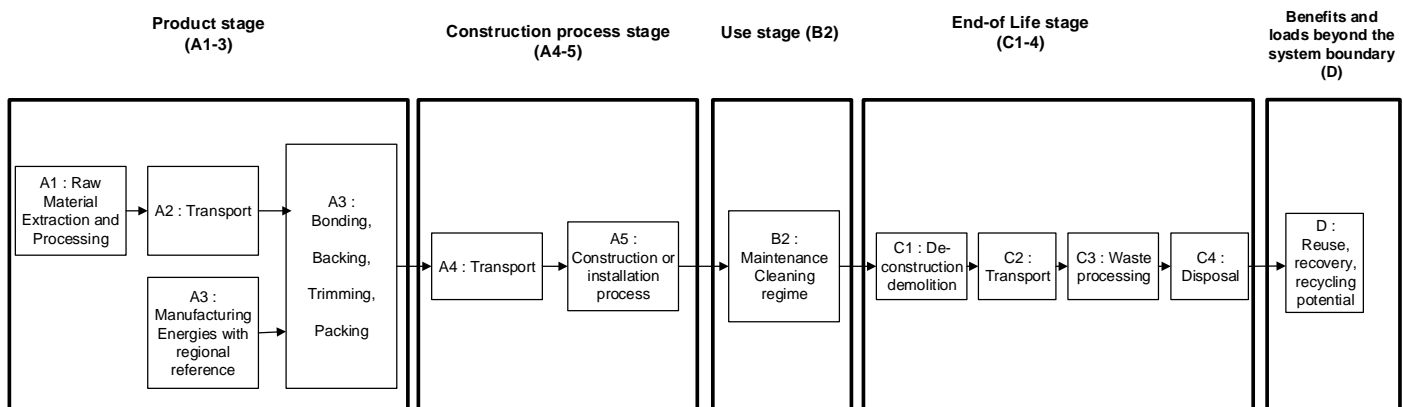 Product stage
(A1-3)
Construction process stage
(A4-5)
Use stage (B2)
End-of Life stage
(C1-4)
Benefits and
loads beyond the
system boundary
(D)
A1 : Raw
Material
Extraction and
Processing
A2 : Transport
A3 :
Manufacturing
Energies with
regional
reference
A3 :
Bonding,
Backing,
Trimming,
Packing
A4 : Transport
A5 :
Construction or
installation
process
B2 :
Maintenance
Cleaning
regime
C1 : De-
construction
demolition
C2 :
Transport
C3 : Waste
processing
C4 :
Disposal
D :
Reuse,
recovery,
recycling
potential